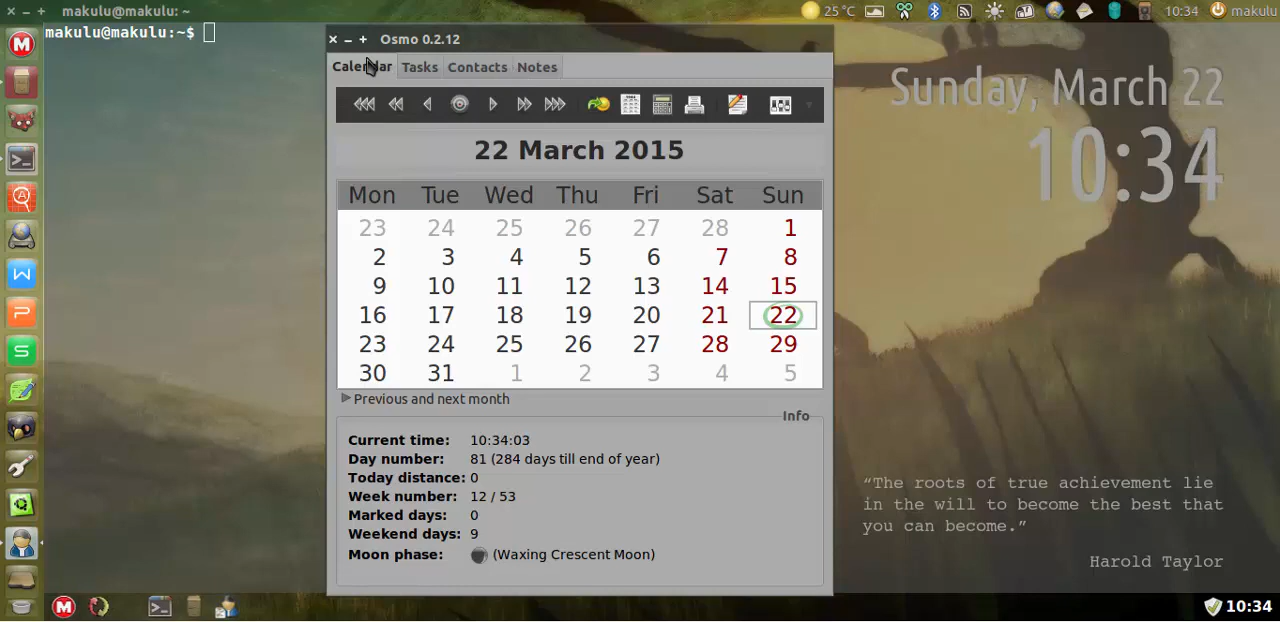 × − + makulu@makulu: ~
25 °C 10:34 makulu
makulu@makulu:~$
× − + Osmo 0.2.12
Calendar Tasks Contacts Notes
22 March 2015
Mon Tue Wed Thu Fri Sat Sun
23 24 25 26 27 28 1
2 3 4 5 6 7 8
9 10 11 12 13 14 15
16 17 18 19 20 21 22
23 24 25 26 27 28 29
30 31 1 2 3 4 5
Previous and next month
Info
Current time: 10:34:03
Day number: 81 (284 days till end of year)
Today distance: 0
Week number: 12 / 53
Marked days: 0
Weekend days: 9
Moon phase: (Waxing Crescent Moon)
Sunday, March 22
10:34
“The roots of true achievement lie
in the will to become the best that
you can become.”
Harold Taylor
M
W
P
S
M
10:34